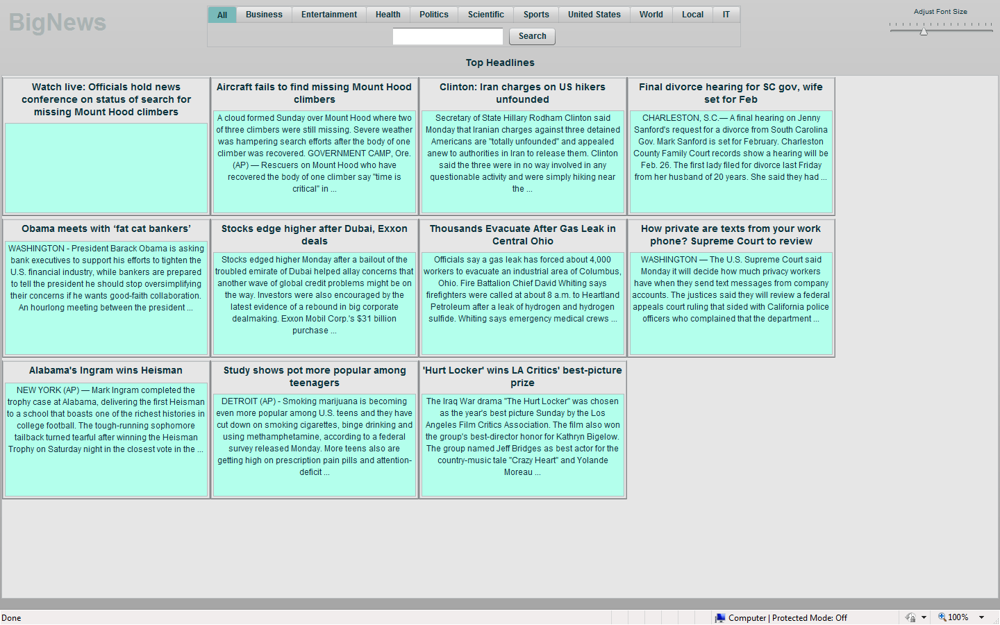 BigNews
All Business Entertainment Health Politics Scientific Sports United States World Local IT
Search
Adjust Font Size
Top Headlines
Watch live: Officials hold news
conference on status of search for
missing Mount Hood climbers
Aircraft fails to find missing Mount Hood
climbers
A cloud formed Sunday over Mount Hood where two
of three climbers were still missing. Severe weather
was hampering search efforts after the body of one
climber was recovered. GOVERNMENT CAMP, Ore.
(AP) — Rescuers on Mount Hood who have
recovered the body of one climber say "time is
critical" in ...
Clinton: Iran charges on US hikers
unfounded
Secretary of State Hillary Rodham Clinton said
Monday that Iranian charges against three detained
Americans are "totally unfounded" and appealed
anew to authorities in Iran to release them. Clinton
said the three were in no way involved in any
questionable activity and were simply hiking near
the ...
Final divorce hearing for SC gov, wife
set for Feb
CHARLESTON, S.C.— A final hearing on Jenny
Sanford's request for a divorce from South Carolina
Gov. Mark Sanford is set for February. Charleston
County Family Court records show a hearing will be
Feb. 26. The first lady filed for divorce last Friday
from her husband of 20 years. She said they had ...
Obama meets with ‘fat cat bankers’
WASHINGTON - President Barack Obama is asking
bank executives to support his efforts to tighten the
U.S. financial industry, while bankers are prepared
to tell the president he should stop oversimplifying
their concerns if he wants good-faith collaboration.
An hourlong meeting between the president ...
Stocks edge higher after Dubai, Exxon
deals
Stocks edged higher Monday after a bailout of the
troubled emirate of Dubai helped allay concerns that
another wave of global credit problems might be on
the way. Investors were also encouraged by the
latest evidence of a rebound in big corporate
dealmaking. Exxon Mobil Corp.'s $31 billion
purchase ...
Thousands Evacuate After Gas Leak in
Central Ohio
Officials say a gas leak has forced about 4,000
workers to evacuate an industrial area of Columbus,
Ohio. Fire Battalion Chief David Whiting says
firefighters were called at about 8 a.m. to Heartland
Petroleum after a leak of hydrogen and hydrogen
sulfide. Whiting says emergency medical crews ...
How private are texts from your work
phone? Supreme Court to review
WASHINGTON — The U.S. Supreme Court said
Monday it will decide how much privacy workers
have when they send text messages from company
accounts. The justices said they will review a federal
appeals court ruling that sided with California police
officers who complained that the department ...
Alabama's Ingram wins Heisman
NEW YORK (AP) — Mark Ingram completed the
trophy case at Alabama, delivering the first Heisman
to a school that boasts one of the richest histories in
college football. The tough-running sophomore
tailback turned tearful after winning the Heisman
Trophy on Saturday night in the closest vote in the ...
Study shows pot more popular among
teenagers
DETROIT (AP) - Smoking marijuana is becoming
even more popular among U.S. teens and they have
cut down on smoking cigarettes, binge drinking and
using methamphetamine, according to a federal
survey released Monday. More teens also are
getting high on prescription pain pills and attention-
deficit ...
'Hurt Locker' wins LA Critics' best-picture
prize
The Iraq War drama "The Hurt Locker" was chosen
as the year's best picture Sunday by the Los
Angeles Film Critics Association. The film also won
the group's best-director honor for Kathryn Bigelow.
The group named Jeff Bridges as best actor for the
country-music tale "Crazy Heart" and Yolande
Moreau ...
Done
Computer | Protected Mode: Off
100%